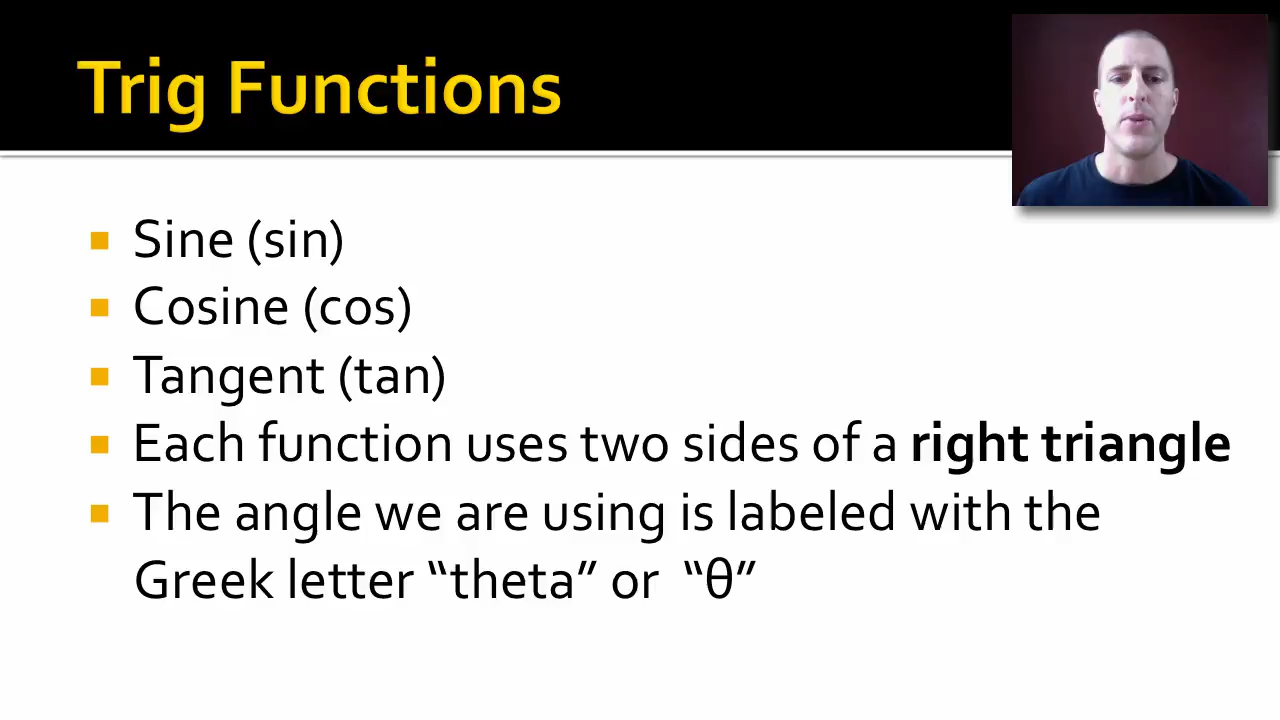 Trig Functions
Sine (sin)
Cosine (cos)
Tangent (tan)
Each function uses two sides of a right triangle
The angle we are using is labeled with the
Greek letter “theta” or “θ”